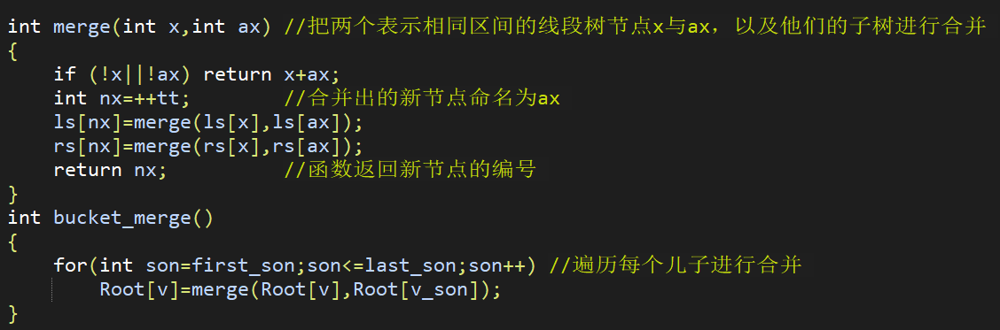 int merge(int x,int ax) //把两个表示相同区间的线段树节点x与ax，以及他们的子树进行合并
{
    if (!x||!ax) return x+ax;
    int nx=++tt;      //合并出的新节点命名为ax
    ls[nx]=merge(ls[x],ls[ax]);
    rs[nx]=merge(rs[x],rs[ax]);
    return nx;        //函数返回新节点的编号
}
int bucket_merge()
{
    for(int son=first_son;son<=last_son;son++) //遍历每个儿子进行合并
       Root[v]=merge(Root[v],Root[v_son]);
}